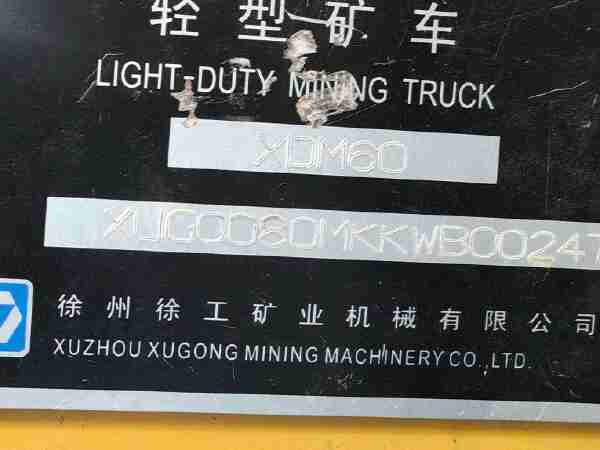 轻型矿车
LIGHT-DUTY MINING TRUCK
XDM60
XUG0D80MKKWB00247
徐州徐工矿业机械有限公司
XUZHOU XUGONG MINING MACHINERY CO., LTD.